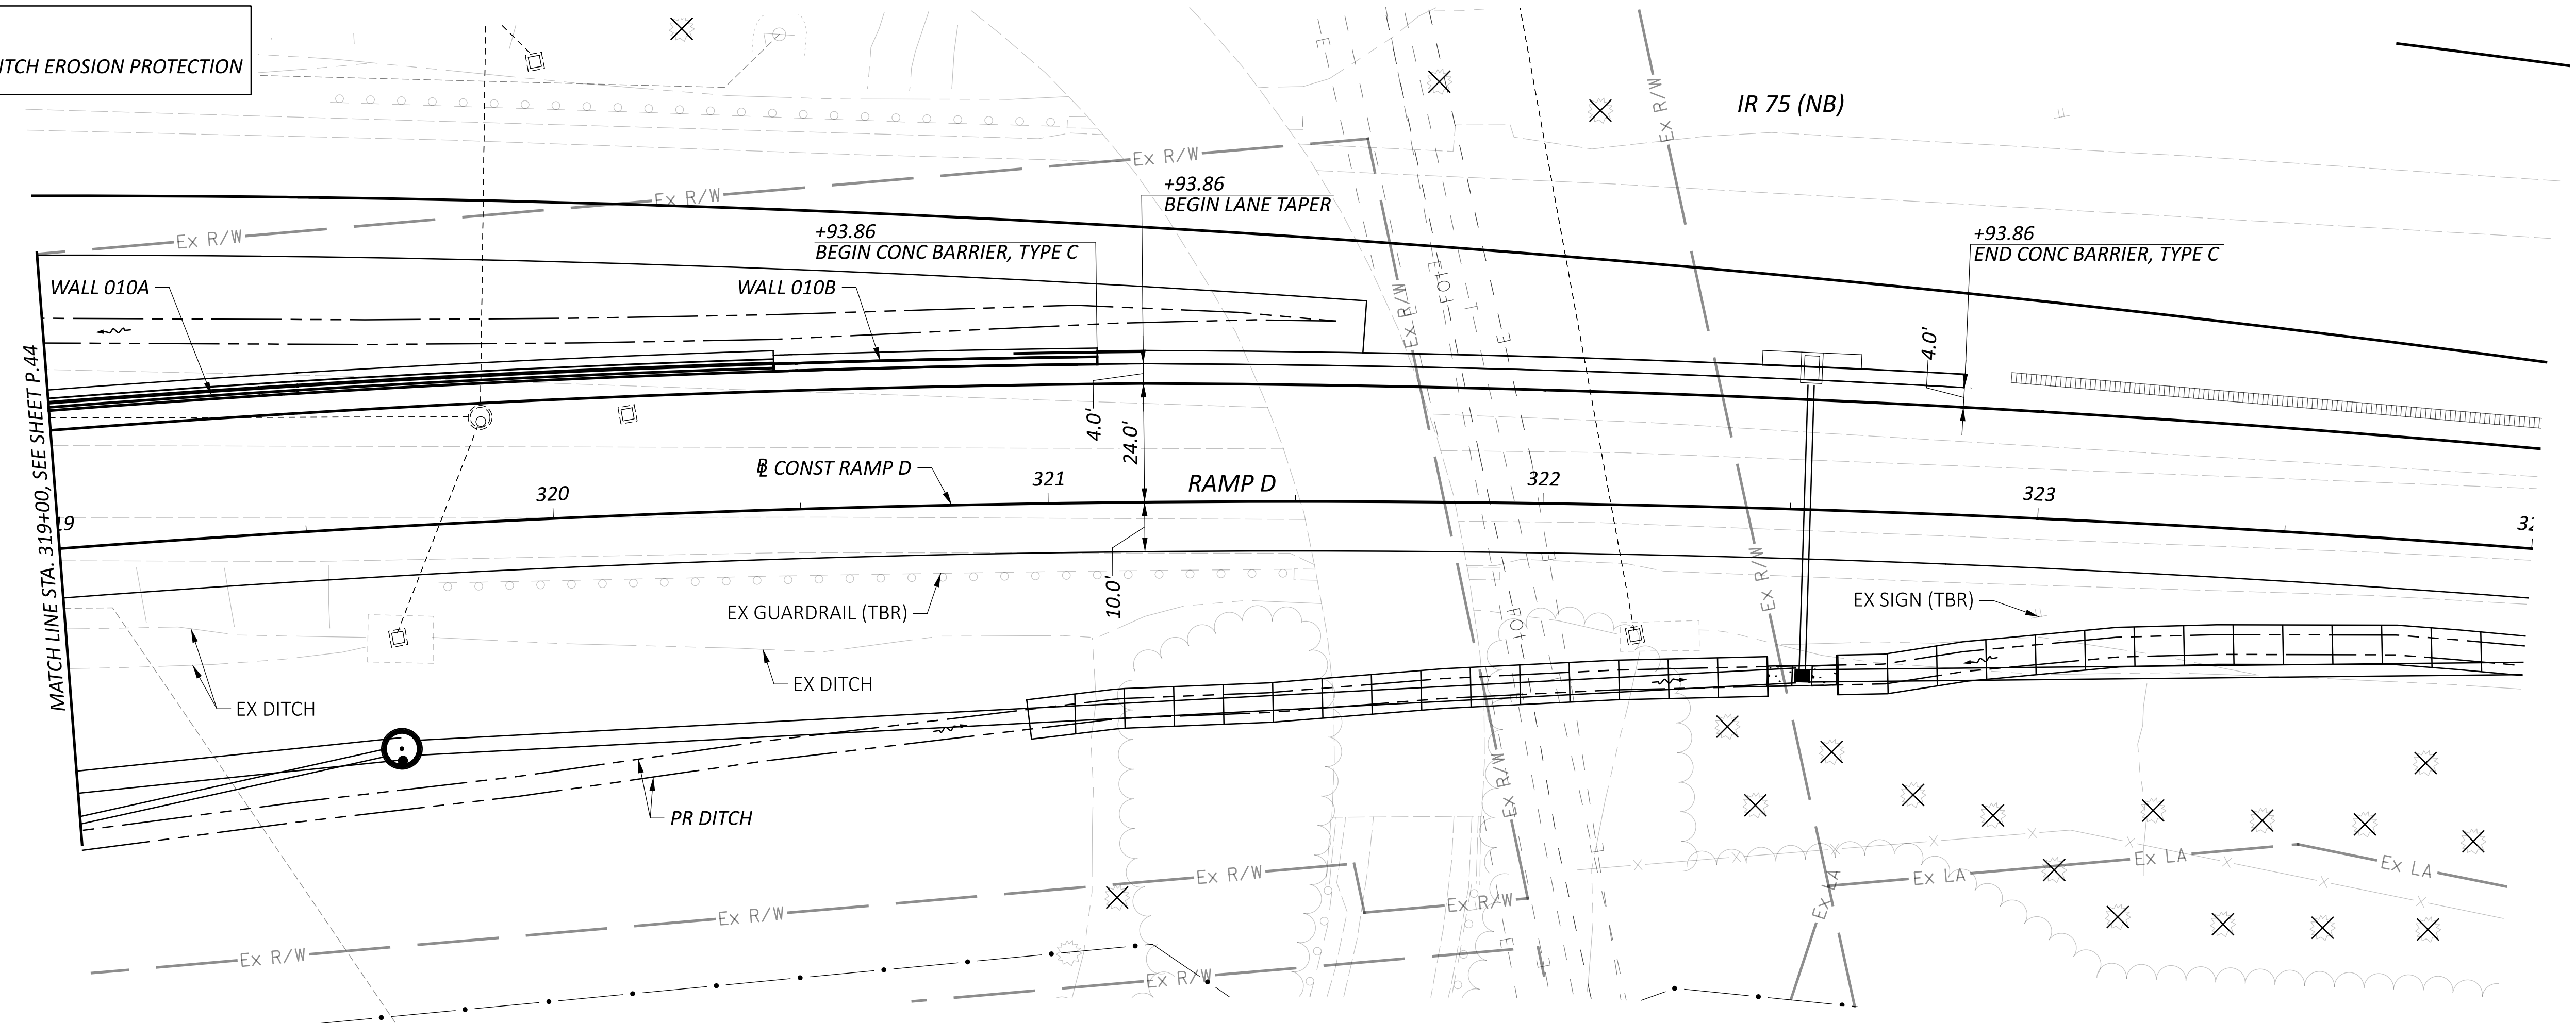 ITCH EROSION PROTECTION
IR 75 (NB)
Ex R/W
Ex R/W
Ex R/W
Ex R/W
+93.86
BEGIN LANE TAPER
+93.86
BEGIN CONC BARRIER, TYPE C
+93.86
END CONC BARRIER, TYPE C
WALL 010A
WALL 010B
E
E
E
E
FOT
Ex R/W
4.0'
4.0'
24.0'
MATCH LINE STA. 319+00, SEE SHEET P.44
BL CONST RAMP D
RAMP D
19
320
321
322
323
32
10.0'
EX GUARDRAIL (TBR)
EX SIGN (TBR)
Ex R/W
FOT
E
EX DITCH
EX DITCH
PR DITCH
Ex R/W
E
Ex R/W
Ex R/W
Ex R/W
Ex R/W
Ex R/W
Ex LA
Ex LA
Ex LA
Ex LA
E
E